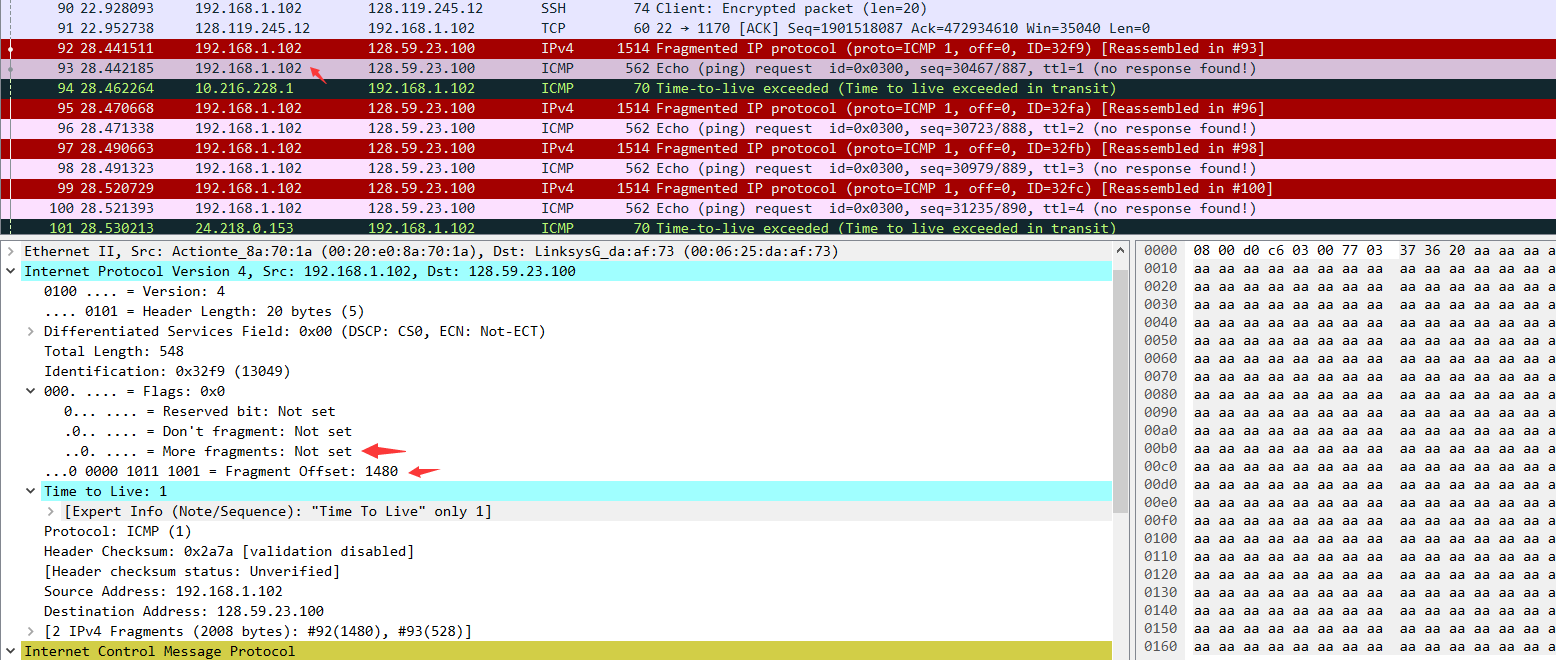 90 22.928093 192.168.1.102 128.119.245.12 SSH 74 Client: Encrypted packet (len=20)
91 22.952738 128.119.245.12 192.168.1.102 TCP 60 22 → 1170 [ACK] Seq=1901518087 Ack=472934610 Win=35040 Len=0
92 28.441511 192.168.1.102 128.59.23.100 IPv4 1514 Fragmented IP protocol (proto=ICMP 1, off=0, ID=32f9) [Reassembled in #93]
93 28.442185 192.168.1.102 128.59.23.100 ICMP 562 Echo (ping) request id=0x0300, seq=30467/887, ttl=1 (no response found!)
94 28.462264 10.216.228.1 192.168.1.102 ICMP 70 Time-to-live exceeded (Time to live exceeded in transit)
95 28.470668 192.168.1.102 128.59.23.100 IPv4 1514 Fragmented IP protocol (proto=ICMP 1, off=0, ID=32fa) [Reassembled in #96]
96 28.471338 192.168.1.102 128.59.23.100 ICMP 562 Echo (ping) request id=0x0300, seq=30723/888, ttl=2 (no response found!)
97 28.490663 192.168.1.102 128.59.23.100 IPv4 1514 Fragmented IP protocol (proto=ICMP 1, off=0, ID=32fb) [Reassembled in #98]
98 28.491323 192.168.1.102 128.59.23.100 ICMP 562 Echo (ping) request id=0x0300, seq=30979/889, ttl=3 (no response found!)
99 28.520729 192.168.1.102 128.59.23.100 IPv4 1514 Fragmented IP protocol (proto=ICMP 1, off=0, ID=32fc) [Reassembled in #100]
100 28.521393 192.168.1.102 128.59.23.100 ICMP 562 Echo (ping) request id=0x0300, seq=31235/890, ttl=4 (no response found!)
101 28.530213 24.218.0.153 192.168.1.102 ICMP 70 Time-to-live exceeded (Time to live exceeded in transit)
Ethernet II, Src: Actionte_8a:70:1a (00:20:e0:8a:70:1a), Dst: LinksysG_da:af:73 (00:06:25:da:af:73)
Internet Protocol Version 4, Src: 192.168.1.102, Dst: 128.59.23.100
0100 .... = Version: 4
.... 0101 = Header Length: 20 bytes (5)
Differentiated Services Field: 0x00 (DSCP: CS0, ECN: Not-ECT)
Total Length: 548
Identification: 0x32f9 (13049)
000. .... = Flags: 0x0
0... .... = Reserved bit: Not set
.0.. .... = Don't fragment: Not set
..0. .... = More fragments: Not set
...0 0000 1011 1001 = Fragment Offset: 1480
Time to Live: 1
[Expert Info (Note/Sequence): "Time To Live" only 1]
Protocol: ICMP (1)
Header Checksum: 0x2a7a [validation disabled]
[Header checksum status: Unverified]
Source Address: 192.168.1.102
Destination Address: 128.59.23.100
[2 IPv4 Fragments (2008 bytes): #92(1480), #93(528)]
Internet Control Message Protocol
0000 08 00 d0 c6 03 00 77 03 37 36 20 aa aa aa a
0010 aa aa aa aa aa aa aa aa aa aa aa aa aa aa a
0020 aa aa aa aa aa aa aa aa aa aa aa aa aa aa a
0030 aa aa aa aa aa aa aa aa aa aa aa aa aa aa a
0040 aa aa aa aa aa aa aa aa aa aa aa aa aa aa a
0050 aa aa aa aa aa aa aa aa aa aa aa aa aa aa a
0060 aa aa aa aa aa aa aa aa aa aa aa aa aa aa a
0070 aa aa aa aa aa aa aa aa aa aa aa aa aa aa a
0080 aa aa aa aa aa aa aa aa aa aa aa aa aa aa a
0090 aa aa aa aa aa aa aa aa aa aa aa aa aa aa a
00a0 aa aa aa aa aa aa aa aa aa aa aa aa aa aa a
00b0 aa aa aa aa aa aa aa aa aa aa aa aa aa aa a
00c0 aa aa aa aa aa aa aa aa aa aa aa aa aa aa a
00d0 aa aa aa aa aa aa aa aa aa aa aa aa aa aa a
00e0 aa aa aa aa aa aa aa aa aa aa aa aa aa aa a
00f0 aa aa aa aa aa aa aa aa aa aa aa aa aa aa a
0100 aa aa aa aa aa aa aa aa aa aa aa aa aa aa a
0110 aa aa aa aa aa aa aa aa aa aa aa aa aa aa a
0120 aa aa aa aa aa aa aa aa aa aa aa aa aa aa a
0130 aa aa aa aa aa aa aa aa aa aa aa aa aa aa a
0140 aa aa aa aa aa aa aa aa aa aa aa aa aa aa a
0150 aa aa aa aa aa aa aa aa aa aa aa aa aa aa a
0160 aa aa aa aa aa aa aa aa aa aa aa aa aa aa a